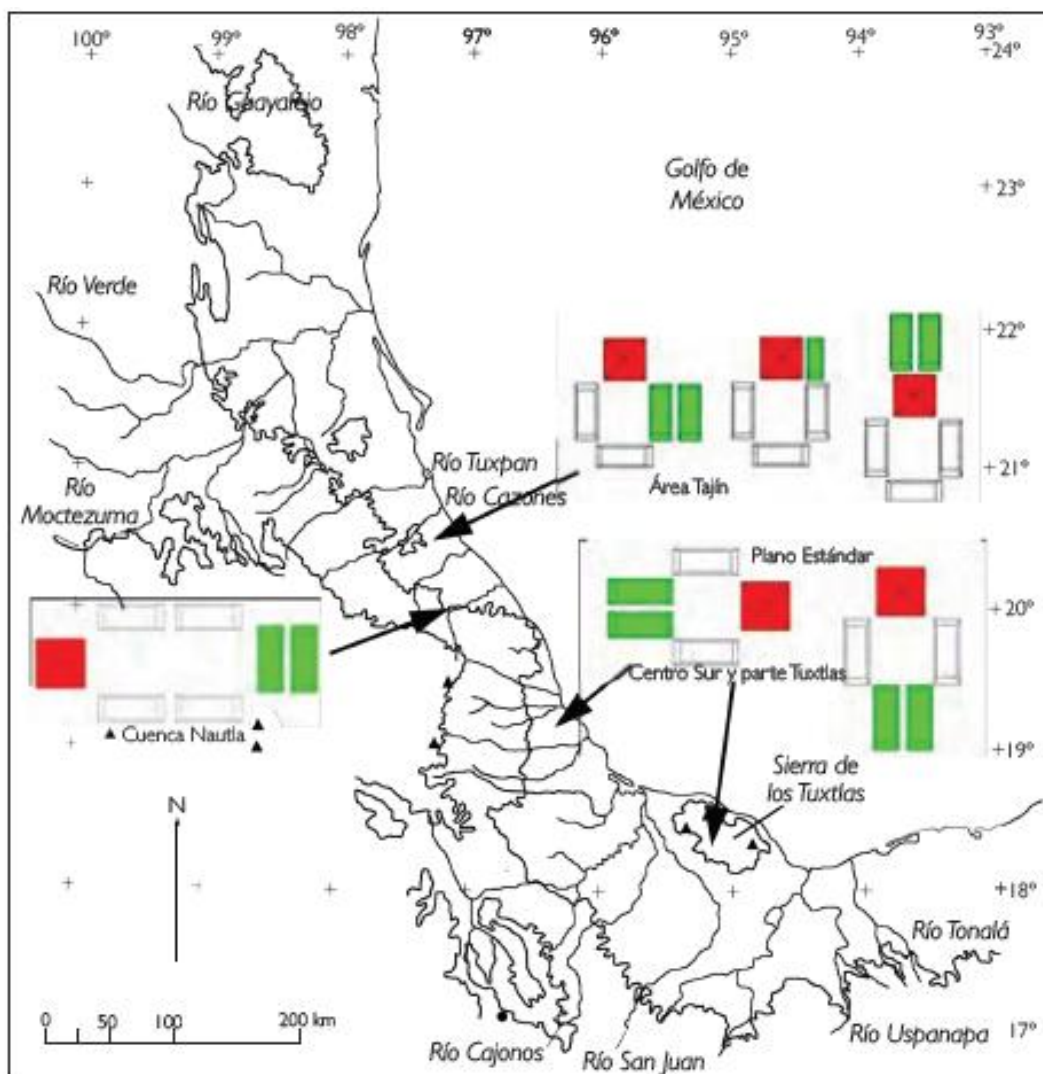 100° 99° 98° 97° 96° 95° 94° 93°
+24°
Río Guayalejo
Golfo de
México
+23°
Río Verde
+22°
Río Tuxpan
Río Cazones
+21°
Área Tajín
Río
Moctezuma
Plano Estándar
+20°
Centro Sur y parte Tuxtlas
Cuenca Nautla
+19°
Sierra de
los Tuxtlas
N
+18°
Río Tonalá
0 50 100 200 km
17°
Río Cajonos
Río San Juan
Río Uspanapa